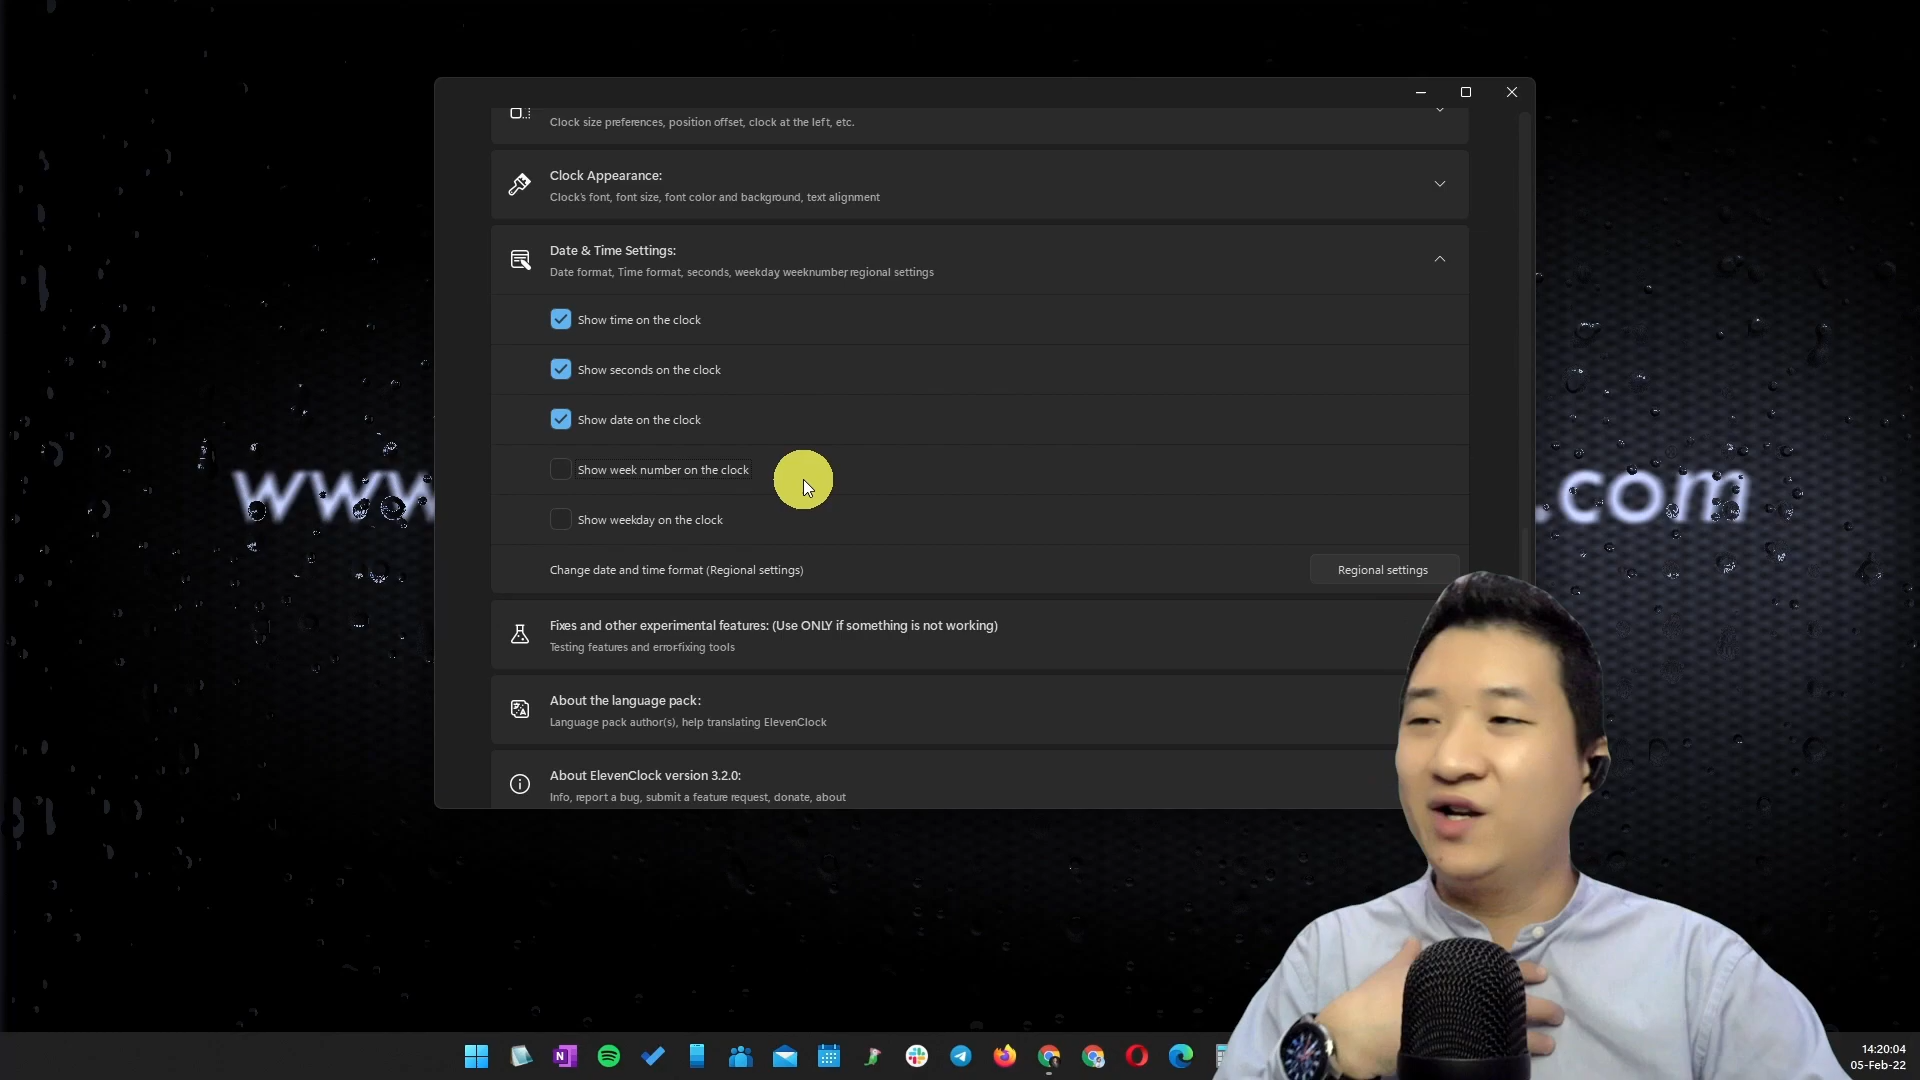 Clock size preferences, position offset, clock at the left, etc.
Clock Appearance:
Clock's font, font size, font color and background, text alignment
Date & Time Settings:
Date format, Time format, seconds, weekday, weeknumber, regional settings
Show time on the clock
Show seconds on the clock
Show date on the clock
www
.com
Show week number on the clock
Show weekday on the clock
Change date and time format (Regional settings)
Regional settings
Fixes and other experimental features: (Use ONLY if something is not working)
Testing features and error-fixing tools
About the language pack:
Language pack author(s), help translating ElevenClock
About ElevenClock version 3.2.0:
Info, report a bug, submit a feature request, donate, about
N
14:20:04
05-Feb-22